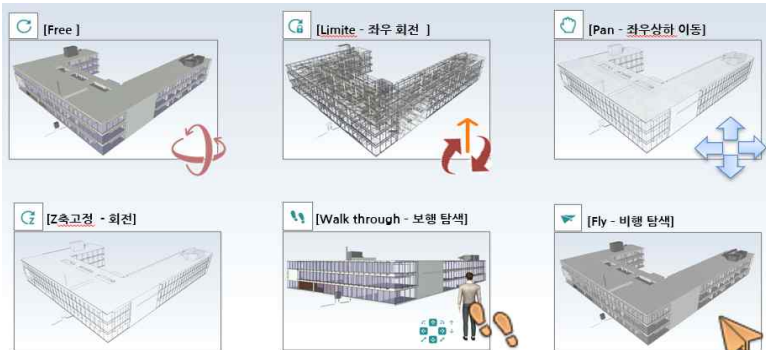 [Free ]
[Limite - 좌우 회전 ]
[Pan - 좌우상하 이동]
[Z축고정 - 회전]
[Walk through - 보행 탐색]
[Fly - 비행 탐색]